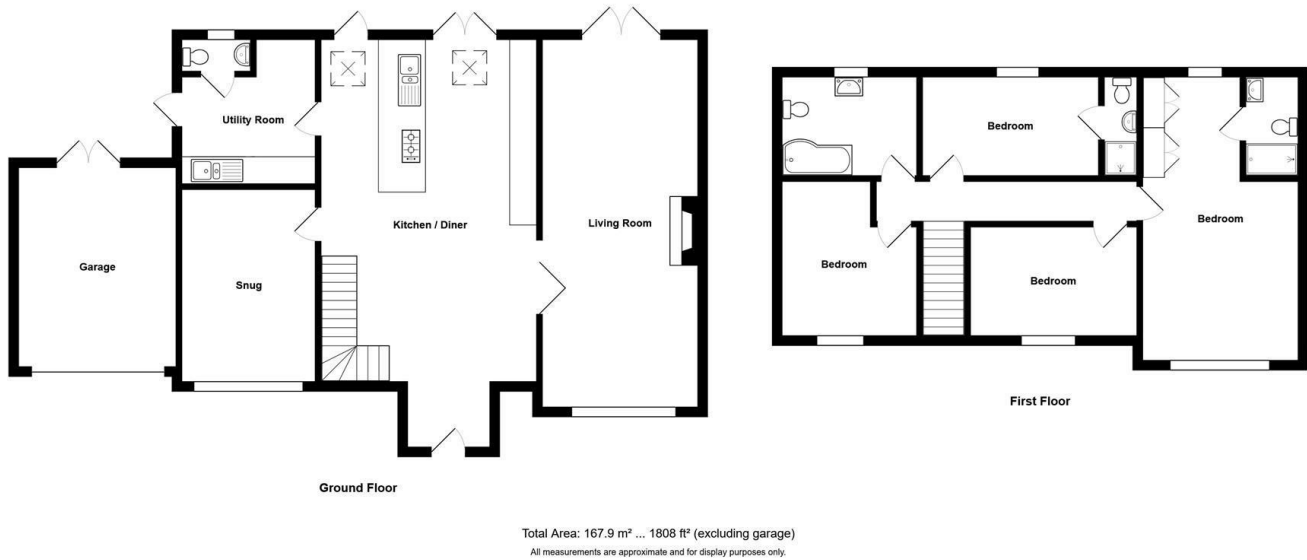 Utility Room
Garage
Snug
Kitchen / Diner
Living Room
Ground Floor
Bedroom
Bedroom
Bedroom
Bedroom
First Floor
Total Area: 167.9 m² ... 1808 ft² (excluding garage)
All measurements are approximate and for display purposes only.